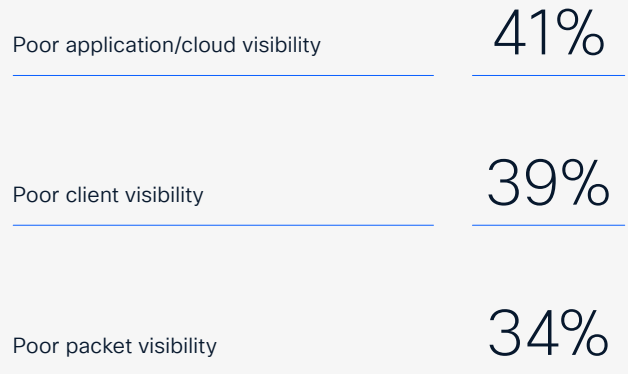 Poor application/cloud visibility 41%
Poor client visibility 39%
Poor packet visibility 34%